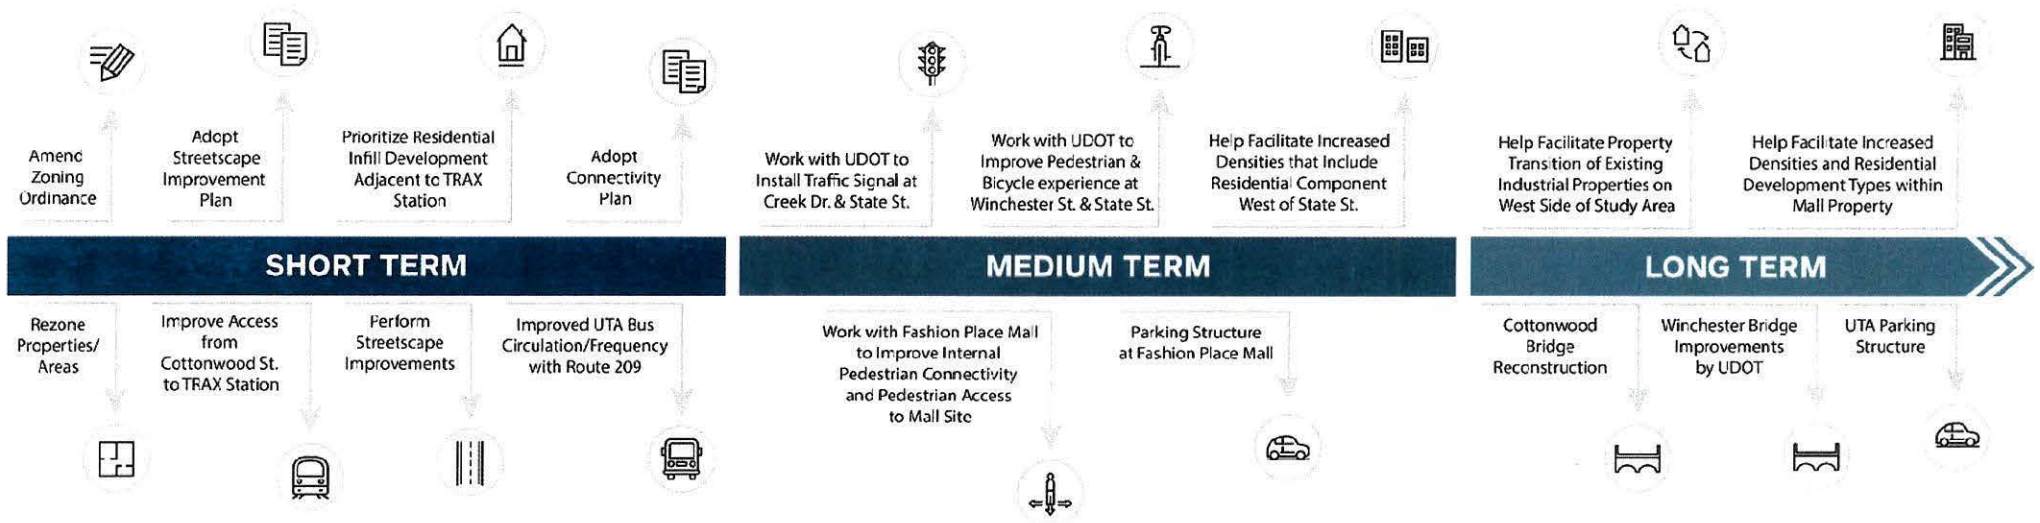 Amend
Zoning
Ordinance
Adopt
Streetscape
Improvement
Plan
Prioritize Residential
Infill Development
Adjacent to TRAX
Station
Adopt
Connectivity
Plan
Work with UDOT to
Install Traffic Signal at
Creek Dr. & State St.
Work with UDOT to
Improve Pedestrian &
Bicycle experience at
Winchester St. & State St.
Help Facilitate Increased
Densities that Include
Residential Component
West of State St.
Help Facilitate Property
Transition of Existing
Industrial Properties on
West Side of Study Area
Help Facilitate Increased
Densities and Residential
Development Types within
Mall Property
SHORT TERM
MEDIUM TERM
LONG TERM
Rezone
Properties/
Areas
Improve Access
from
Cottonwood St.
to TRAX Station
Perform
Streetscape
Improvements
Improved UTA Bus
Circulation/Frequency
with Route 209
Work with Fashion Place Mall
to Improve Internal
Pedestrian Connectivity
and Pedestrian Access
to Mall Site
Parking Structure
at Fashion Place Mall
Cottonwood
Bridge
Reconstruction
Winchester Bridge
Improvements
by UDOT
UTA Parking
Structure